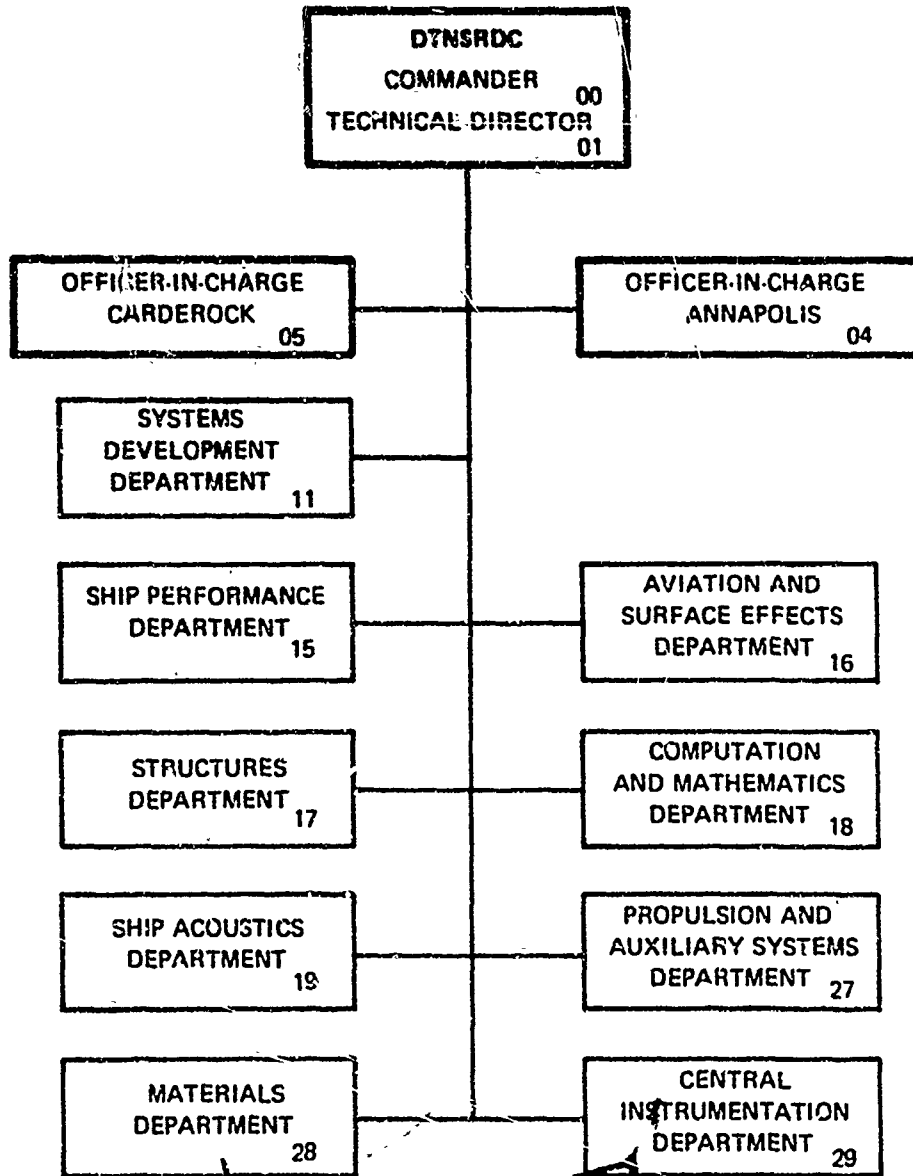 DTNSRDC
COMMANDER
00
TECHNICAL DIRECTOR
01
OFFICER-IN-CHARGE
CARDEROCK
05
OFFICER-IN-CHARGE
ANNAPOLIS
04
SYSTEMS
DEVELOPMENT
DEPARTMENT
11
SHIP PERFORMANCE
DEPARTMENT
15
AVIATION AND
SURFACE EFFECTS
DEPARTMENT
16
STRUCTURES
DEPARTMENT
17
COMPUTATION
AND MATHEMATICS
DEPARTMENT
18
SHIP ACOUSTICS
DEPARTMENT
19
PROPULSION AND
AUXILIARY SYSTEMS
DEPARTMENT
27
MATERIALS
DEPARTMENT
28
CENTRAL
INSTRUMENTATION
DEPARTMENT
29